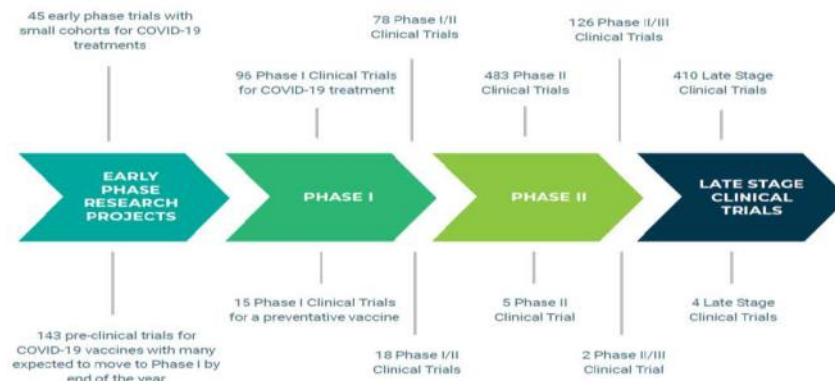 45 early phase trials with
small cohorts for COVID-19
treatments
78 Phase I/II
Clinical Trials
126 Phase II/III
Clinical Trials
96 Phase I Clinical Trials
for COVID-19 treatment
483 Phase II
Clinical Trials
410 Late Stage
Clinical Trials
EARLY
PHASE
RESEARCH
PROJECTS
PHASE I
PHASE II
LATE STAGE
CLINICAL
TRIALS
15 Phase I Clinical Trials
for a preventative vaccine
5 Phase II
Clinical Trial
4 Late Stage
Clinical Trials
143 pre-clinical trials for
COVID-19 vaccines with many
expected to move to Phase I by
end of the year
18 Phase I/II
Clinical Trials
2 Phase II/III
Clinical Trial